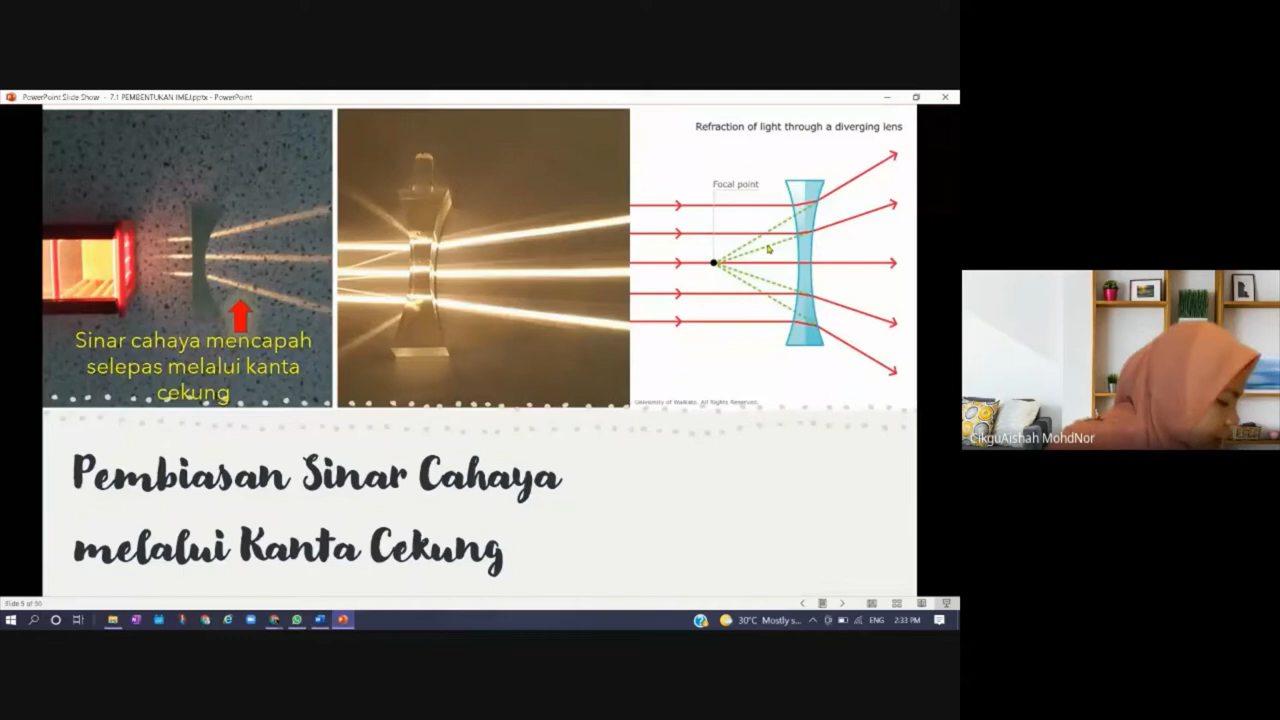 PowerPoint Slide Show - 7.1 PEMBENTUKAN IMEJ.pptx - PowerPoint
Refraction of light through a diverging lens
Focal point
Sinar cahaya mencapah
selepas melalui kanta
cekung
University of Waikato. All Rights Reserved.
Pembiasan Sinar Cahaya
melalui Kanta Cekung
CikguAishah MohdNor
30°C Mostly s... ENG 2:33 PM